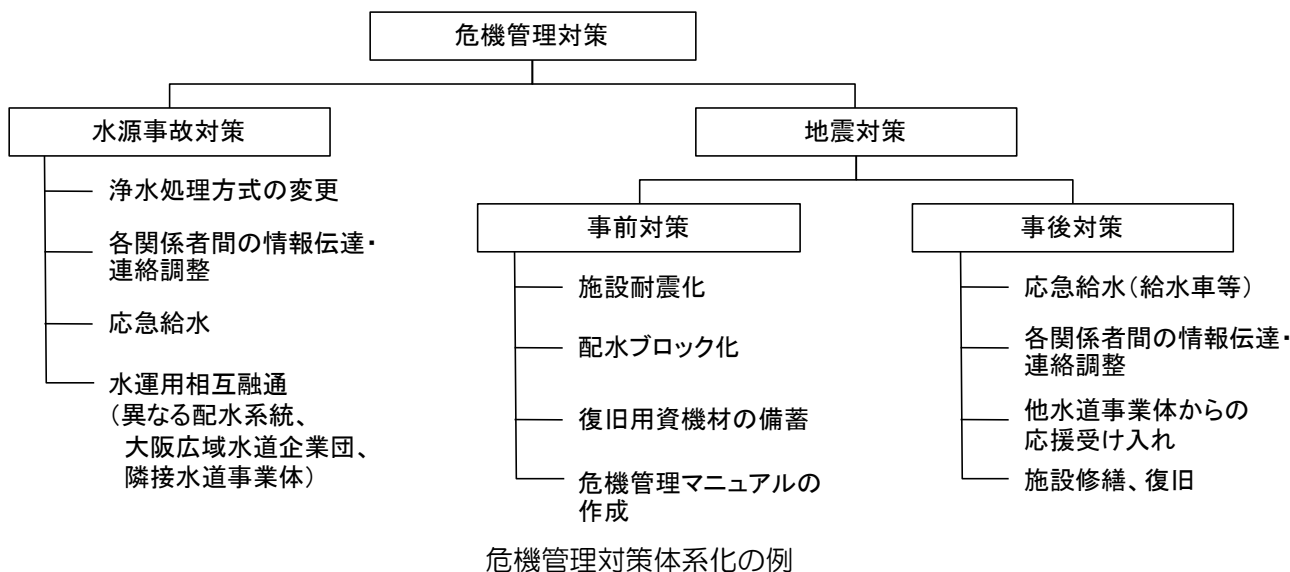 危機管理対策
水源事故対策
浄水処理方式の変更
各関係者間の情報伝達・
連絡調整
応急給水
水運用相互融通
（異なる配水系統、
大阪広域水道企業団、
隣接水道事業体）
地震対策
事前対策
施設耐震化
配水ブロック化
復旧用資機材の備蓄
危機管理マニュアルの
作成
事後対策
応急給水（給水車等）
各関係者間の情報伝達・
連絡調整
他水道事業体からの
応援受け入れ
施設修繕、復旧
危機管理対策体系化の例